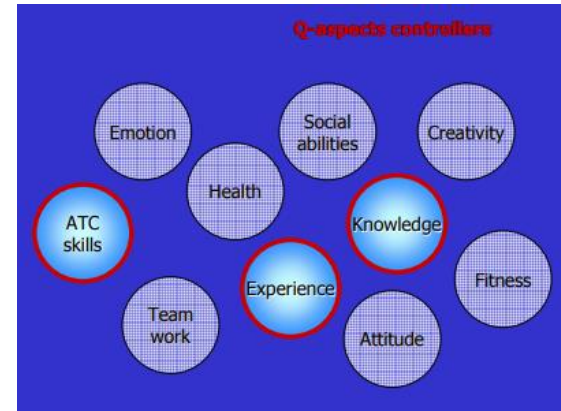 Q-aspects controllers
Emotion
Social
abilities
Creativity
Health
ATC
skills
Knowledge
Experience
Fitness
Team
work
Attitude